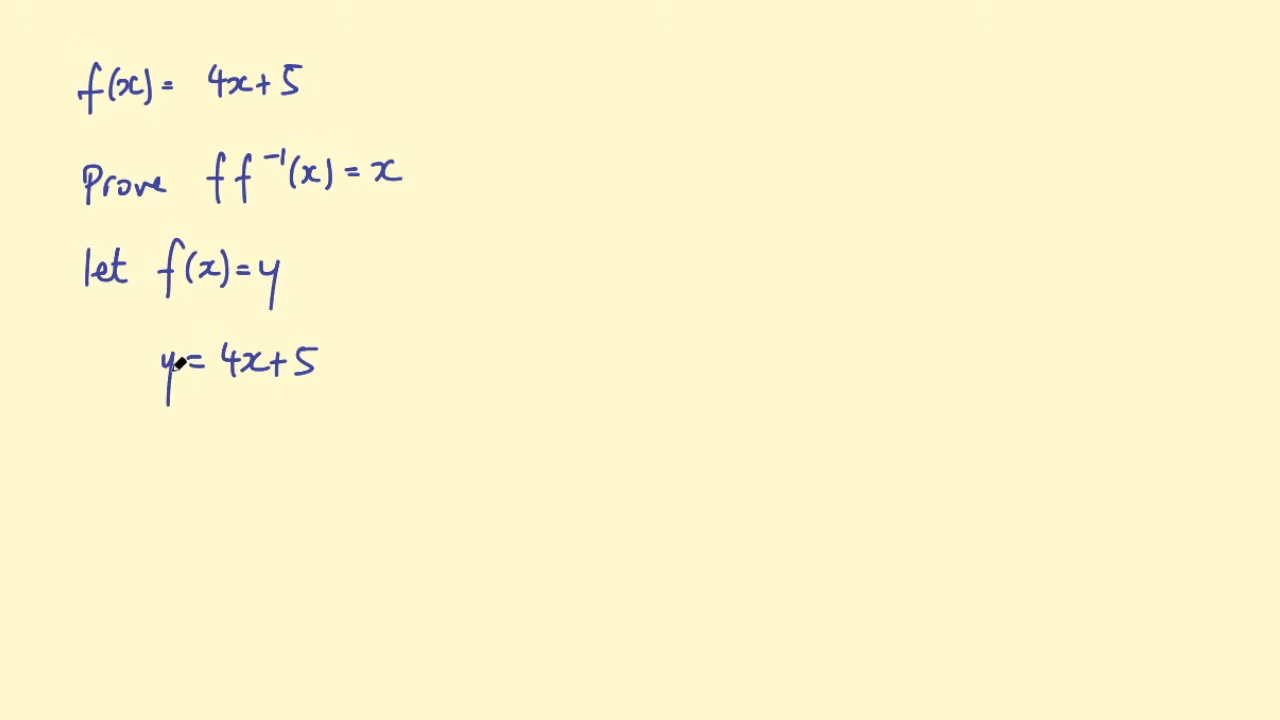 f(x) = 4x + 5
Prove ff⁻¹(x) = x
let f(x) = y
y = 4x + 5